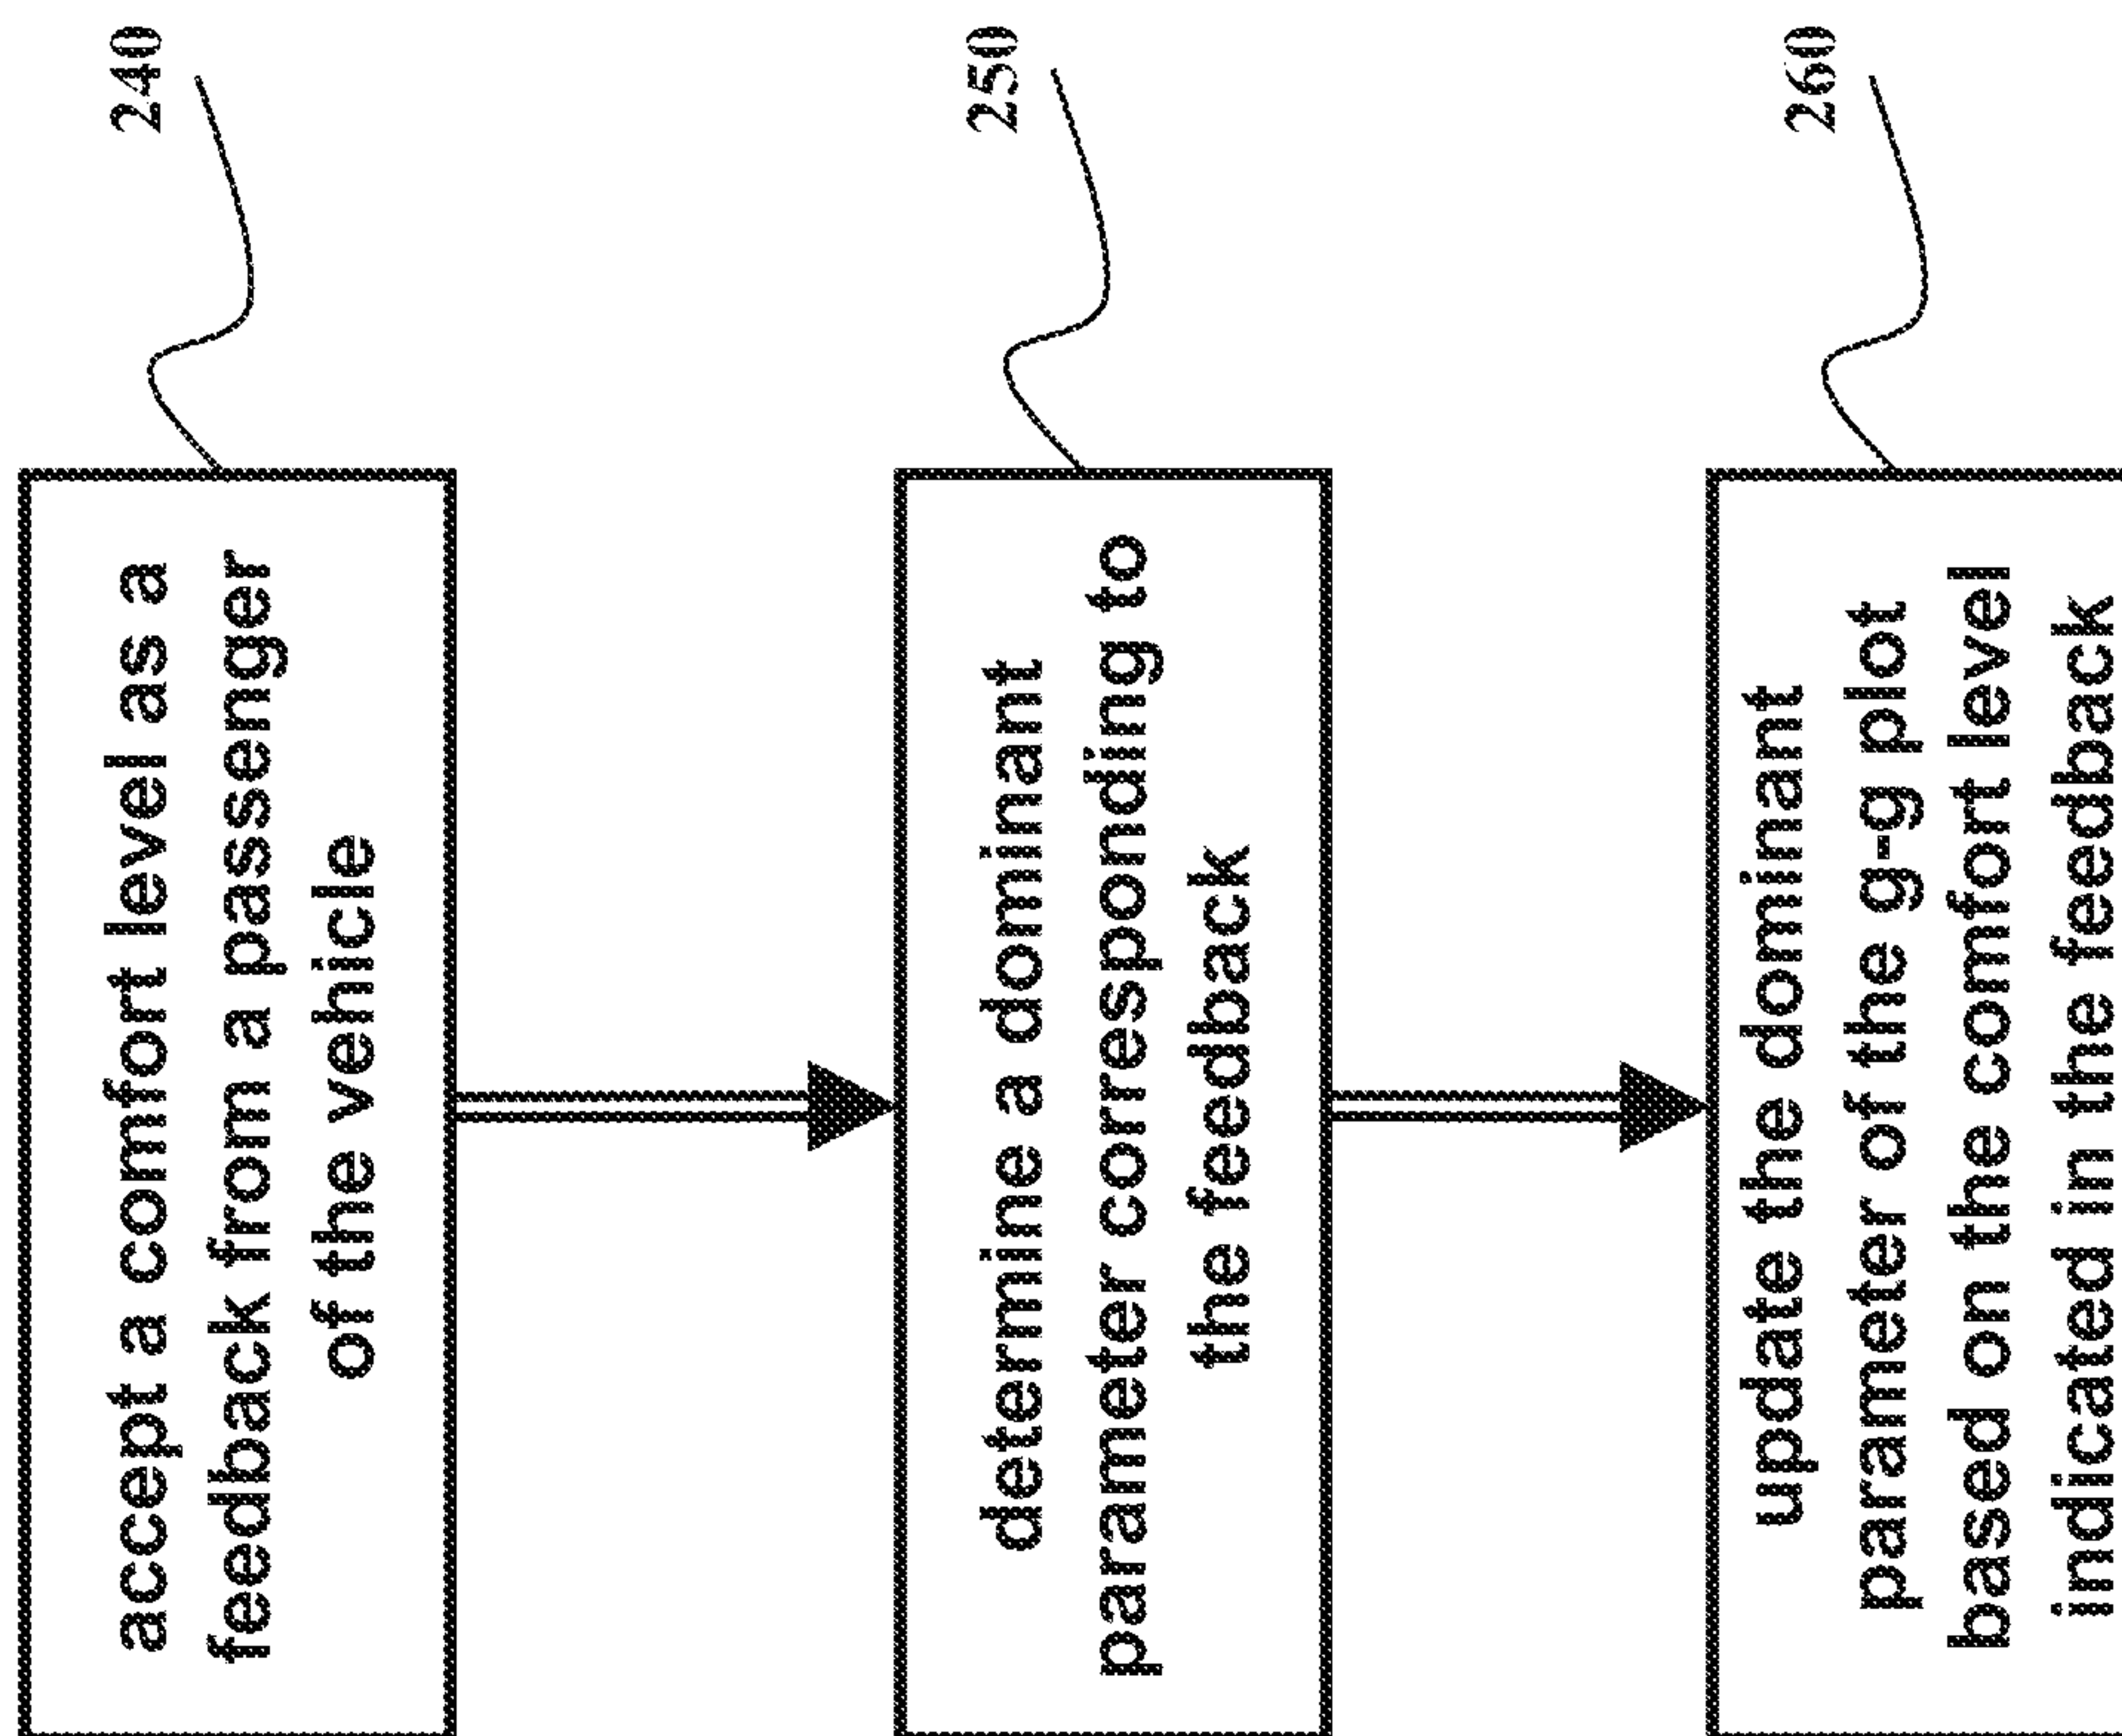 240
accept a comfort level as a
feedback from a passenger
of the vehicle
250
determine a dominant
parameter corresponding to
the feedback
260
update the dominant
parameter of the g-g plot
based on the comfort level
indicated in the feedback